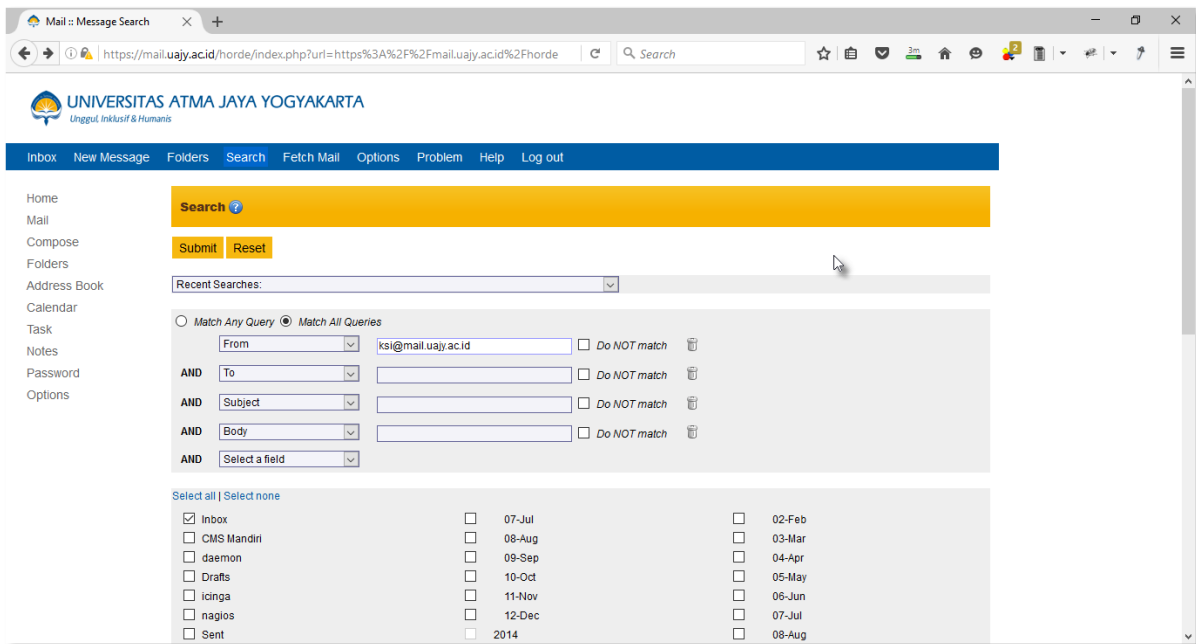 Mail :: Message Search
https://mail.uajy.ac.id/horde/index.php?url=https%3A%2F%2Fmail.uajy.ac.id%2Fhorde
Search
3m
2
UNIVERSITAS ATMA JAYA YOGYAKARTA
Unggul, Inklusif & Humanis
Inbox New Message Folders Search Fetch Mail Options Problem Help Log out
Home
Mail
Compose
Folders
Address Book
Calendar
Task
Notes
Password
Options
Search ?
Submit Reset
Recent Searches:
Match Any Query Match All Queries
From ksi@mail.uajy.ac.id Do NOT match
AND To Do NOT match
AND Subject Do NOT match
AND Body Do NOT match
AND Select a field
Select all | Select none
Inbox 07-Jul 02-Feb
CMS Mandiri 08-Aug 03-Mar
daemon 09-Sep 04-Apr
Drafts 10-Oct 05-May
icinga 11-Nov 06-Jun
nagios 12-Dec 07-Jul
Sent 2014 08-Aug